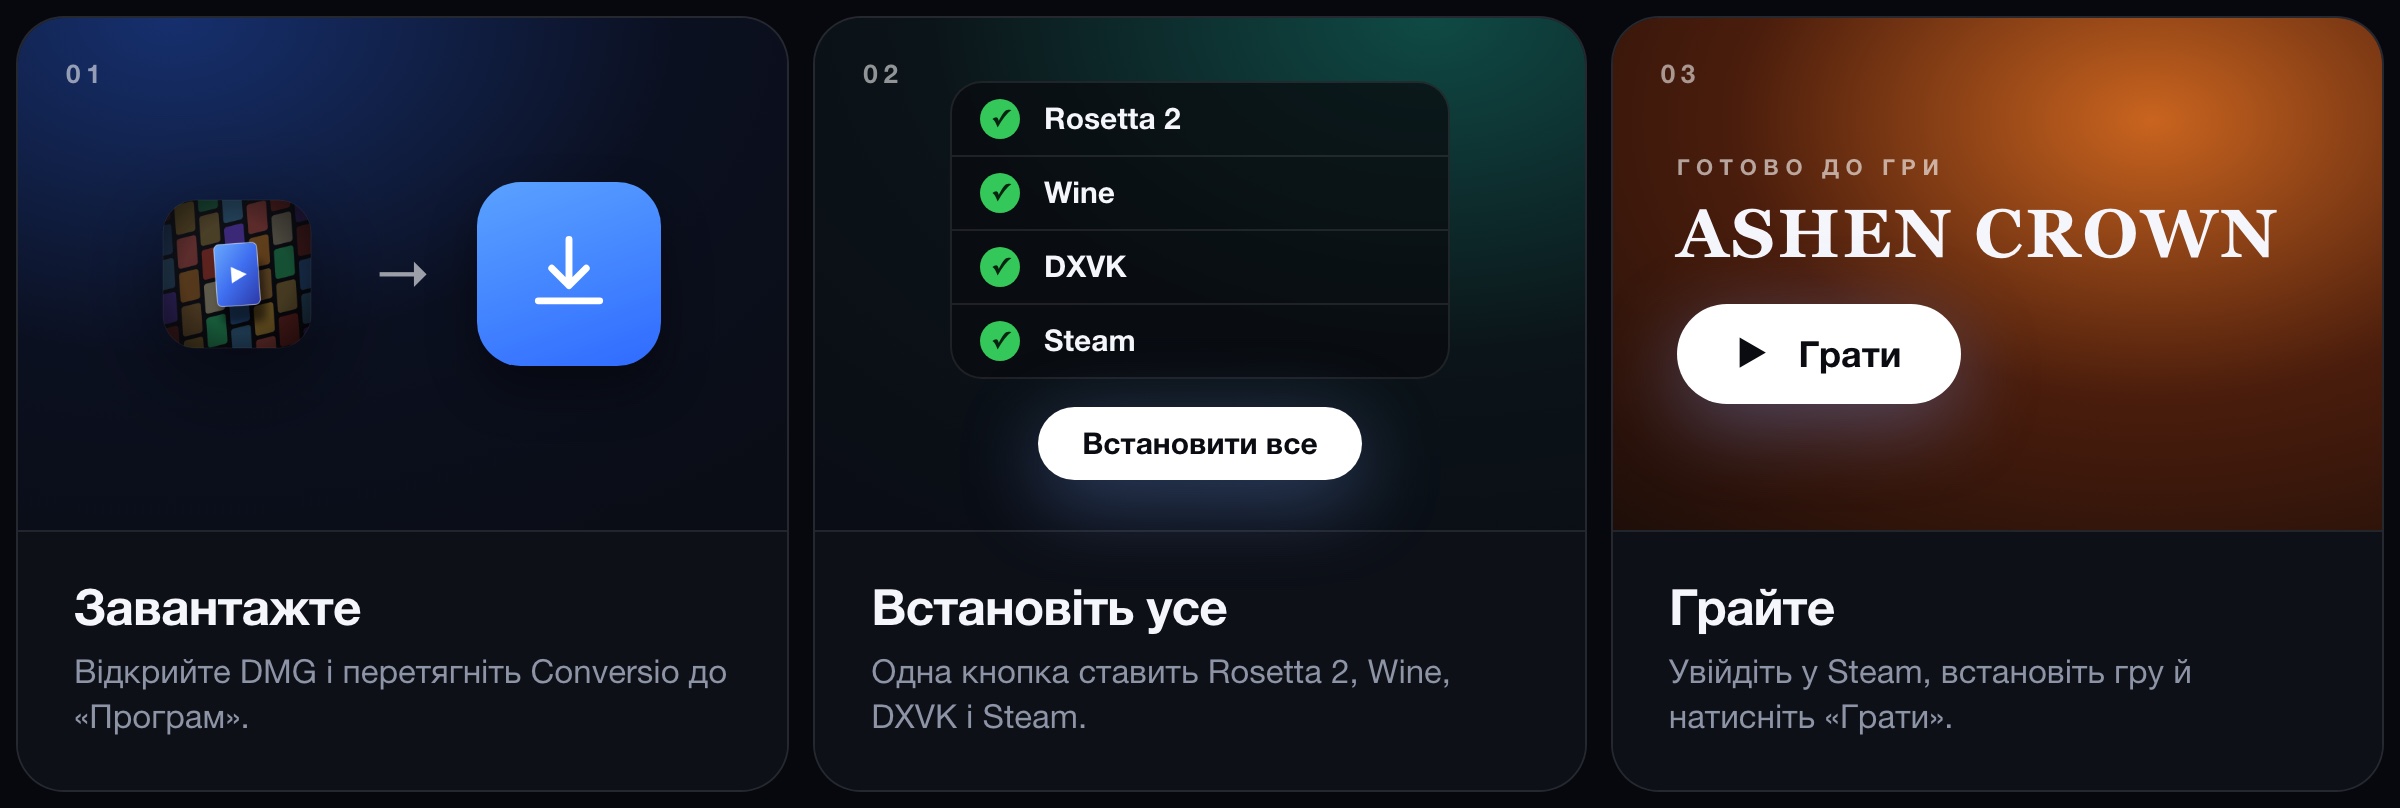 01
Завантажте
Відкрийте DMG і перетягніть Conversio до
«Програм».
02
Rosetta 2
Wine
DXVK
Steam
Встановити все
Встановіть усе
Одна кнопка ставить Rosetta 2, Wine,
DXVK і Steam.
03
ГОТОВО ДО ГРИ
ASHEN CROWN
Грати
Грайте
Увійдіть у Steam, встановіть гру й
натисніть «Грати».